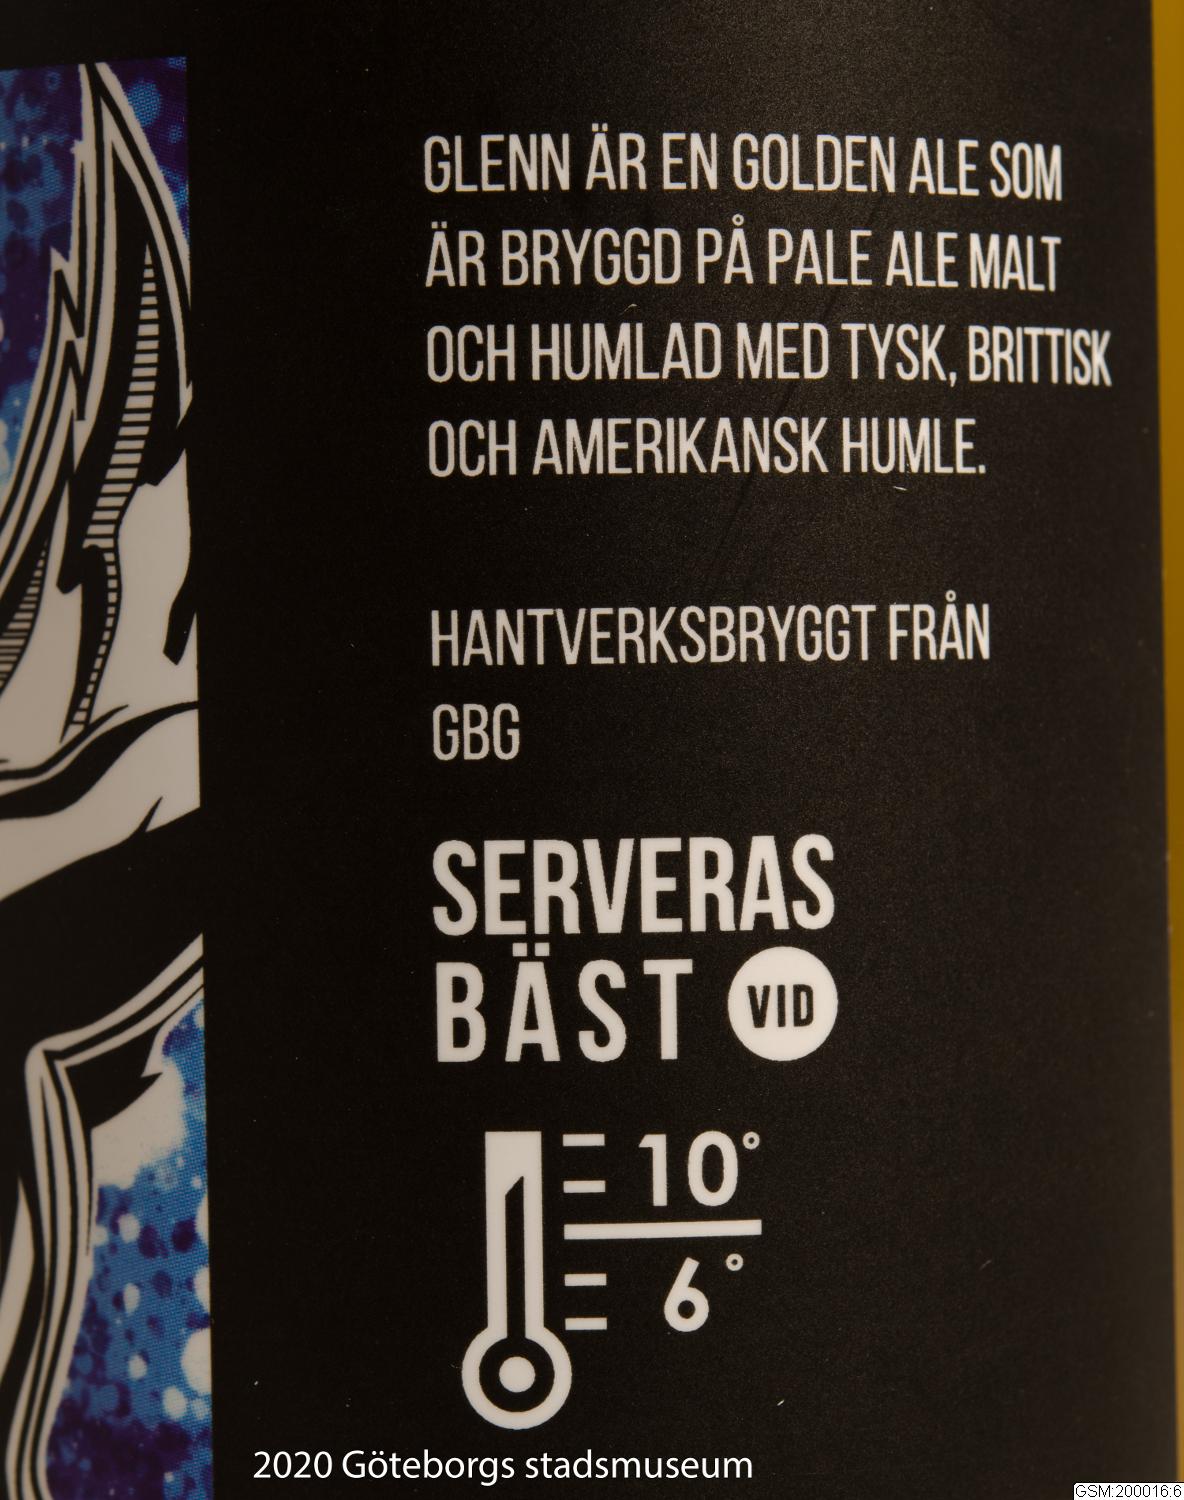 GLENN ÄR EN GOLDEN ALE SOM
ÄR BRYGGD PÅ PALE ALE MALT
OCH HUMLAD MED TYSK, BRITTISK
OCH AMERIKANSK HUMLE.
HANTVERKSBRYGGT FRÅN
GBG
SERVERAS
BÄST VID
10°
6°
2020 Göteborgs stadsmuseum
GSM:200016:6